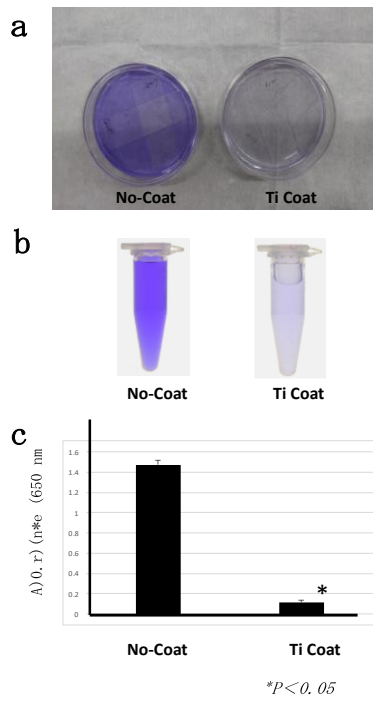 a
No-Coat Ti Coat
b
No-Coat Ti Coat
c
A)0.r)(n*e (650 nm
1.6
1.4
1.2
1
0.8
0.6
0.4
0.2
0
*
No-Coat Ti Coat
*P＜0.05